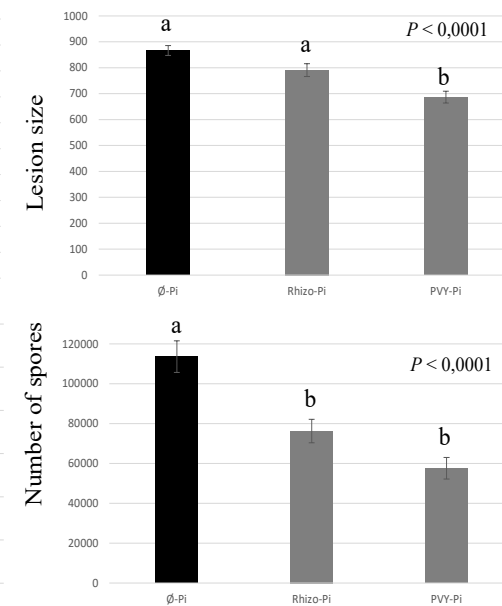 1000
900
800
700
600
500
400
300
200
100
0
Lesion size
a
a
b
P < 0,0001
Ø-Pi Rhizo-Pi PVY-Pi
120000
100000
80000
60000
40000
20000
0
Number of spores
a
b
b
P < 0,0001
Ø-Pi Rhizo-Pi PVY-Pi